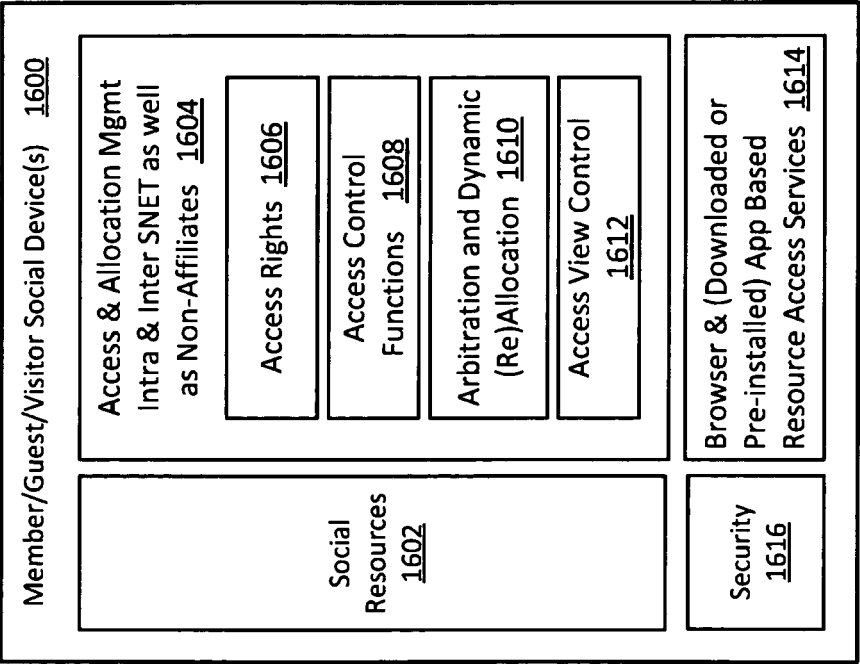 Member/Guest/Visitor Social Device(s) 1600
Social
Resources
1602
Access & Allocation Mgmt
Intra & Inter SNET as well
as Non-Affiliates 1604
Access Rights 1606
Access Control
Functions 1608
Arbitration and Dynamic
(Re)Allocation 1610
Access View Control
1612
Security
1616
Browser & (Downloaded or
Pre-installed) App Based
Resource Access Services 1614